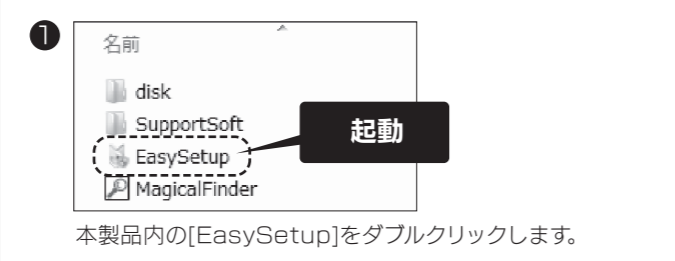 ❶
名前
disk
SupportSoft
起動
EasySetup
MagicalFinder
本製品内の[EasySetup]をダブルクリックします。